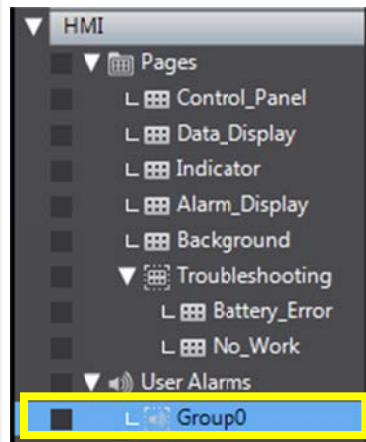 HMI
Pages
Control_Panel
Data_Display
Indicator
Alarm_Display
Background
Troubleshooting
Battery_Error
No_Work
User Alarms
Group0